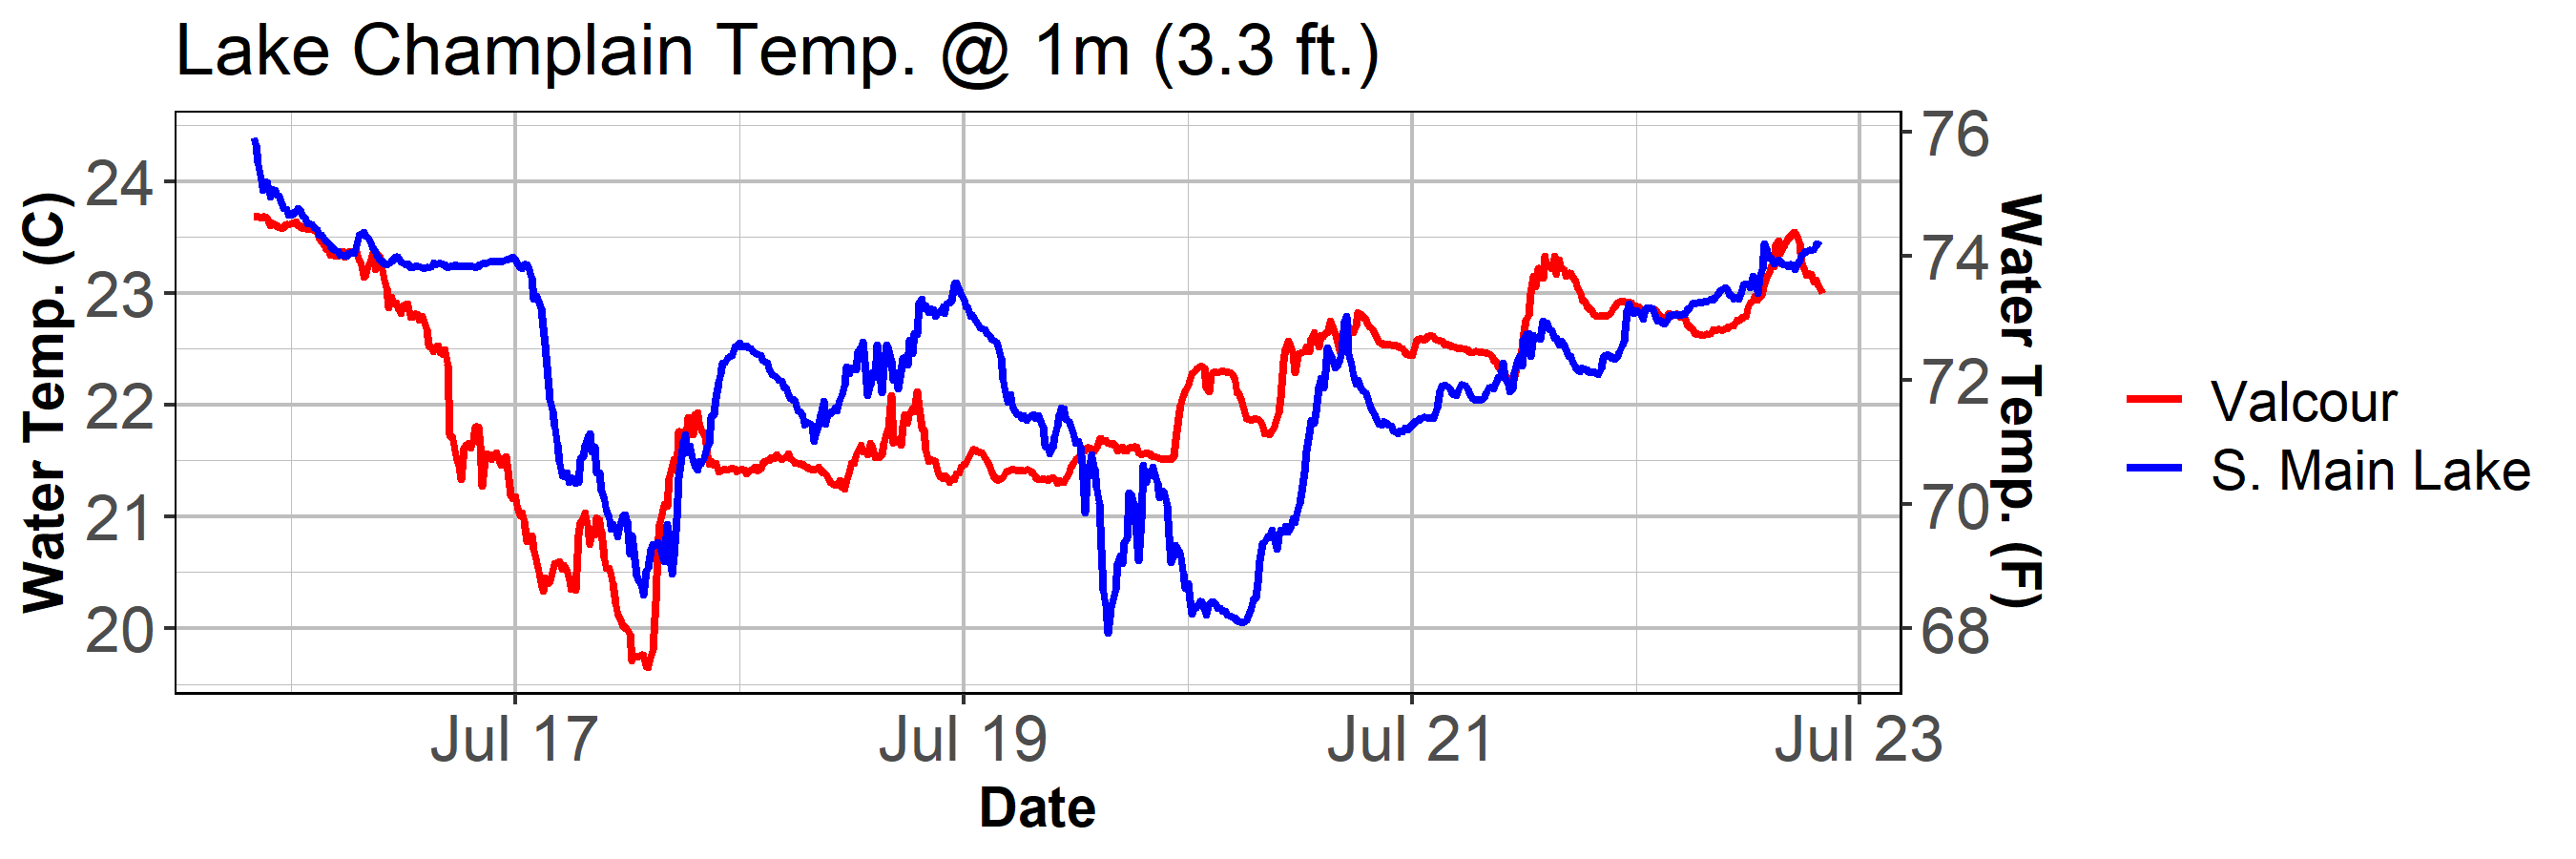 Lake Champlain Temp. @ 1m (3.3 ft.)
Water Temp. (C)
24
23
22
21
20
76
74
72
70
68
Water Temp. (F)
Jul 17
Jul 19
Jul 21
Jul 23
Date
Valcour
S. Main Lake